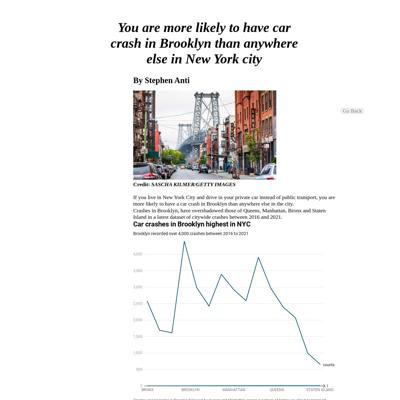 You are more likely to have car
crash in Brooklyn than anywhere
else in New York city
By Stephen Anti
Go Back
Credit: SASCHA KILMER/GETTY IMAGES
If you live in New York City and drive in your private car instead of public transport, you are
more likely to have a car crash in Brooklyn than anywhere else in the city.
Crashes in Brooklyn, have overshadowed those of Queens, Manhattan, Bronx and Staten
Island in a latest dataset of citywide crashes between 2016 and 2021.
Car crashes in Brooklyn highest in NYC
Brooklyn recorded over 4,000 crashes between 2016 to 2021
4,000
3,500
3,000
2,500
2,000
1,500
1,000
500
0
counts
BRONX
BROOKLYN
MANHATTAN
QUEENS
STATEN ISLAND